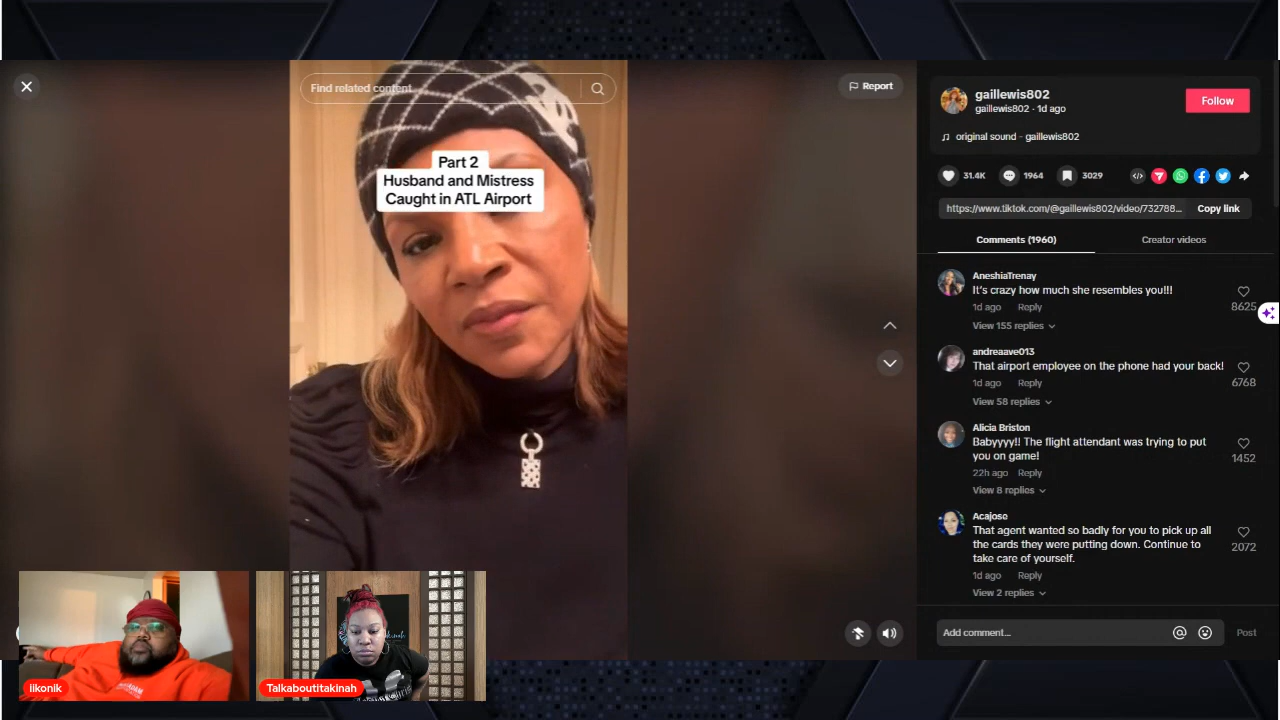 Find related content
Report
Part 2
Husband and Mistress
Caught in ATL Airport
gaillewis802
gaillewis802 · 1d ago
Follow
original sound - gaillewis802
31.4K
1964
3029
https://www.tiktok.com/@gaillewis802/video/732788...
Copy link
Comments (1960)
Creator videos
AneshiaTrenay
It's crazy how much she resembles you!!!
1d ago Reply
8625
View 155 replies
andreaave013
That airport employee on the phone had your back!
1d ago Reply
6768
View 58 replies
Alicia Briston
Babyyyy!! The flight attendant was trying to put
you on game!
1452
22h ago Reply
View 8 replies
Acajose
That agent wanted so badly for you to pick up all
the cards they were putting down. Continue to
take care of yourself.
2072
1d ago Reply
View 2 replies
Add comment...
Post
Talkaboutitakinah